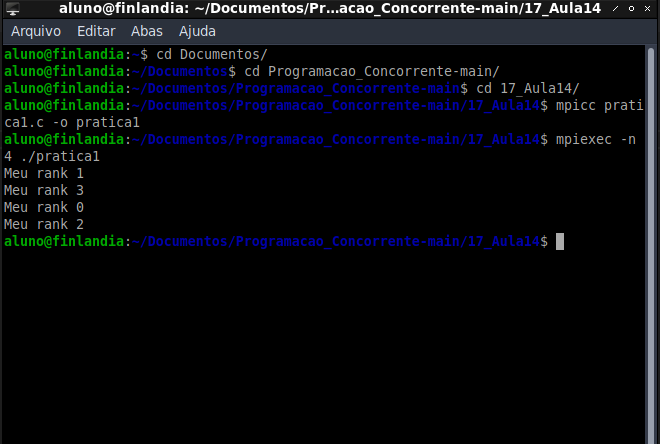 aluno@finlandia: ~/Documentos/Pr...acao_Concorrente-main/17_Aula14
Arquivo Editar Abas Ajuda
aluno@finlandia:~$ cd Documentos/
aluno@finlandia:~/Documentos$ cd Programacao_Concorrente-main/
aluno@finlandia:~/Documentos/Programacao_Concorrente-main$ cd 17_Aula14/
aluno@finlandia:~/Documentos/Programacao_Concorrente-main/17_Aula14$ mpicc prati
ca1.c -o pratica1
aluno@finlandia:~/Documentos/Programacao_Concorrente-main/17_Aula14$ mpiexec -n
4 ./pratica1
Meu rank 1
Meu rank 3
Meu rank 0
Meu rank 2
aluno@finlandia:~/Documentos/Programacao_Concorrente-main/17_Aula14$